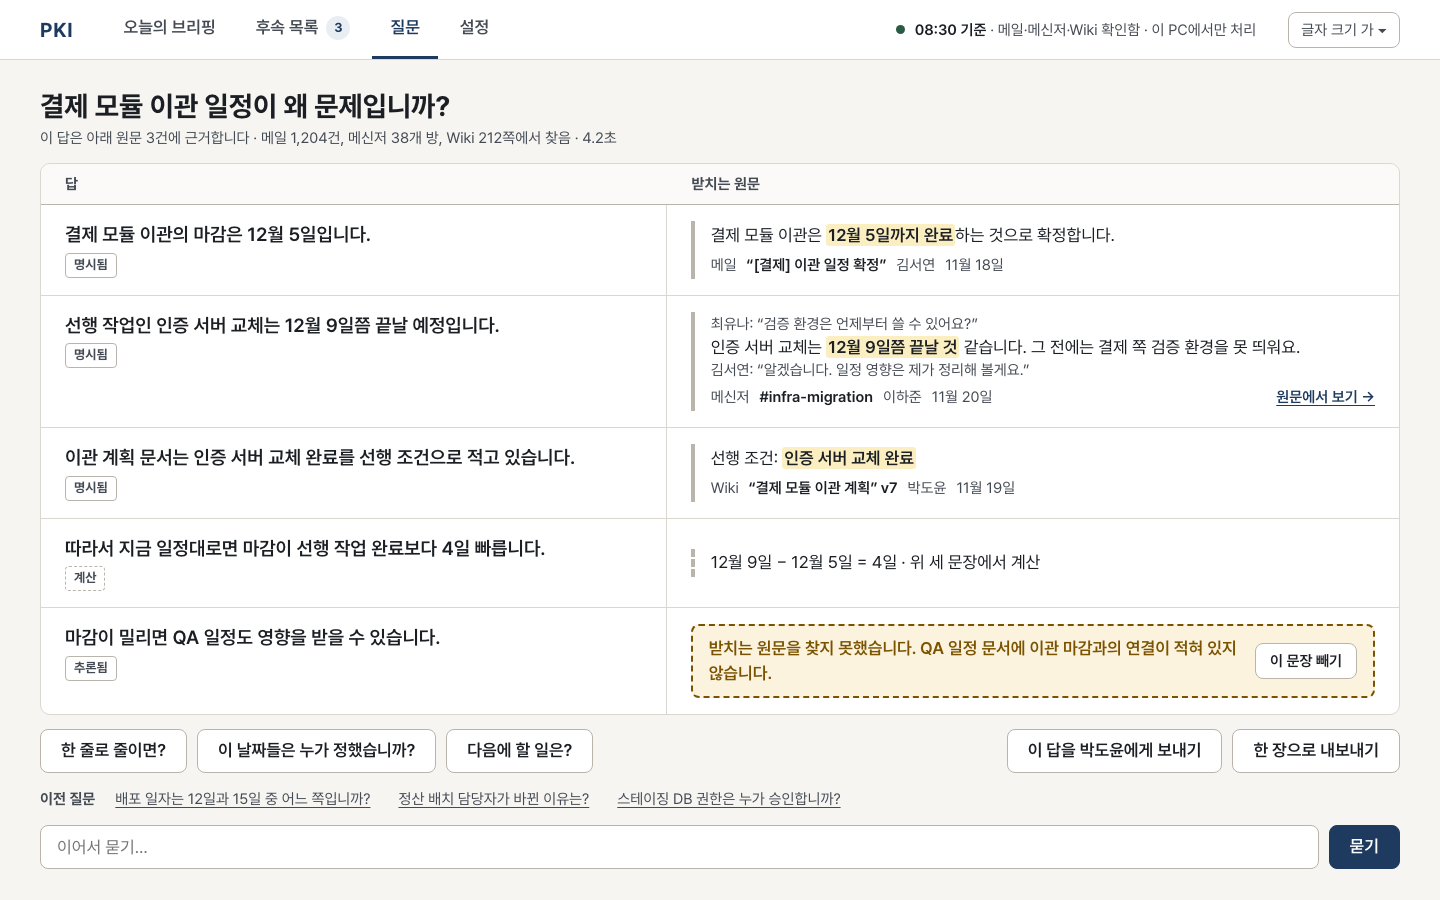 PKI
오늘의 브리핑
후속 목록 3
질문
설정
08:30 기준 · 메일·메신저·Wiki 확인함 · 이 PC에서만 처리
글자 크기 가
결제 모듈 이관 일정이 왜 문제입니까?
이 답은 아래 원문 3건에 근거합니다 · 메일 1,204건, 메신저 38개 방, Wiki 212쪽에서 찾음 · 4.2초
답
받치는 원문
결제 모듈 이관의 마감은 12월 5일입니다.
명시됨
결제 모듈 이관은 12월 5일까지 완료하는 것으로 확정합니다.
메일 “[결제] 이관 일정 확정” 김서연 11월 18일
선행 작업인 인증 서버 교체는 12월 9일쯤 끝날 예정입니다.
명시됨
최유나: “검증 환경은 언제부터 쓸 수 있어요?”
인증 서버 교체는 12월 9일쯤 끝날 것 같습니다. 그 전에는 결제 쪽 검증 환경을 못 띄워요.
김서연: “알겠습니다. 일정 영향은 제가 정리해 볼게요.”
메신저 #infra-migration 이하준 11월 20일
원문에서 보기 →
이관 계획 문서는 인증 서버 교체 완료를 선행 조건으로 적고 있습니다.
명시됨
선행 조건: 인증 서버 교체 완료
Wiki “결제 모듈 이관 계획” v7 박도윤 11월 19일
따라서 지금 일정대로면 마감이 선행 작업 완료보다 4일 빠릅니다.
계산
12월 9일 − 12월 5일 = 4일 · 위 세 문장에서 계산
마감이 밀리면 QA 일정도 영향을 받을 수 있습니다.
추론됨
받치는 원문을 찾지 못했습니다. QA 일정 문서에 이관 마감과의 연결이 적혀 있지
않습니다.
이 문장 빼기
한 줄로 줄이면?
이 날짜들은 누가 정했습니까?
다음에 할 일은?
이 답을 박도윤에게 보내기
한 장으로 내보내기
이전 질문
배포 일자는 12일과 15일 중 어느 쪽입니까?
정산 배치 담당자가 바뀐 이유는?
스테이징 DB 권한은 누가 승인합니까?
이어서 묻기…
묻기